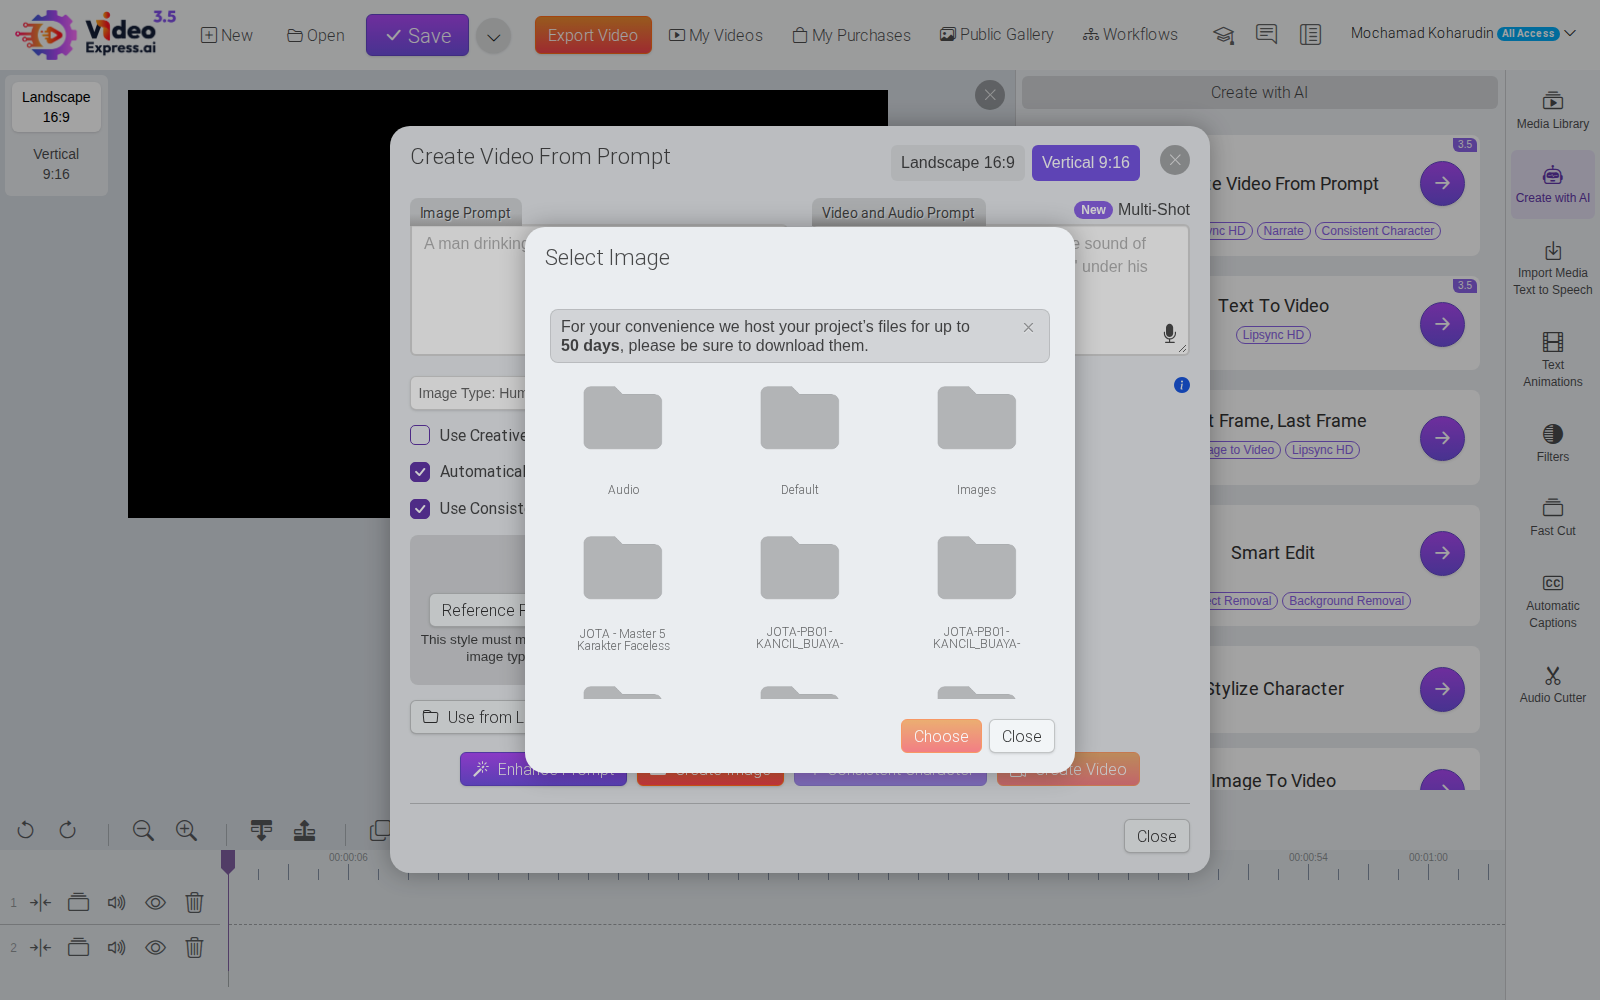 Video 3.5
Express.ai
New
Open
Save
Export Video
My Videos
My Purchases
Public Gallery
Workflows
Mochamad Koharudin All Access
Landscape
16:9
Vertical
9:16
Create with AI
3.5
e Video From Prompt
nc HD
Narrate
Consistent Character
3.5
Text To Video
Lipsync HD
t Frame, Last Frame
age to Video
Lipsync HD
Smart Edit
ect Removal
Background Removal
Stylize Character
Image To Video
Media Library
Create with AI
Import Media
Text to Speech
Text
Animations
Filters
Fast Cut
CC
Automatic
Captions
Audio Cutter
Create Video From Prompt
Landscape 16:9
Vertical 9:16
Image Prompt
Video and Audio Prompt
New Multi-Shot
A man drinking
e sound of
" under his
Image Type: Hum
Use Creative
Automatical
Use Consist
Reference F
This style must m
image typ
Use from L
Enhance Prompt
Create Image
Consistent Character
Create Video
Close
Select Image
For your convenience we host your project's files for up to
50 days, please be sure to download them.
Audio
Default
Images
JOTA - Master 5
Karakter Faceless
JOTA-PB01-
KANCIL_BUAYA-
JOTA-PB01-
KANCIL_BUAYA-
Choose
Close
00:00:06
00:00:54
00:01:00
1
2